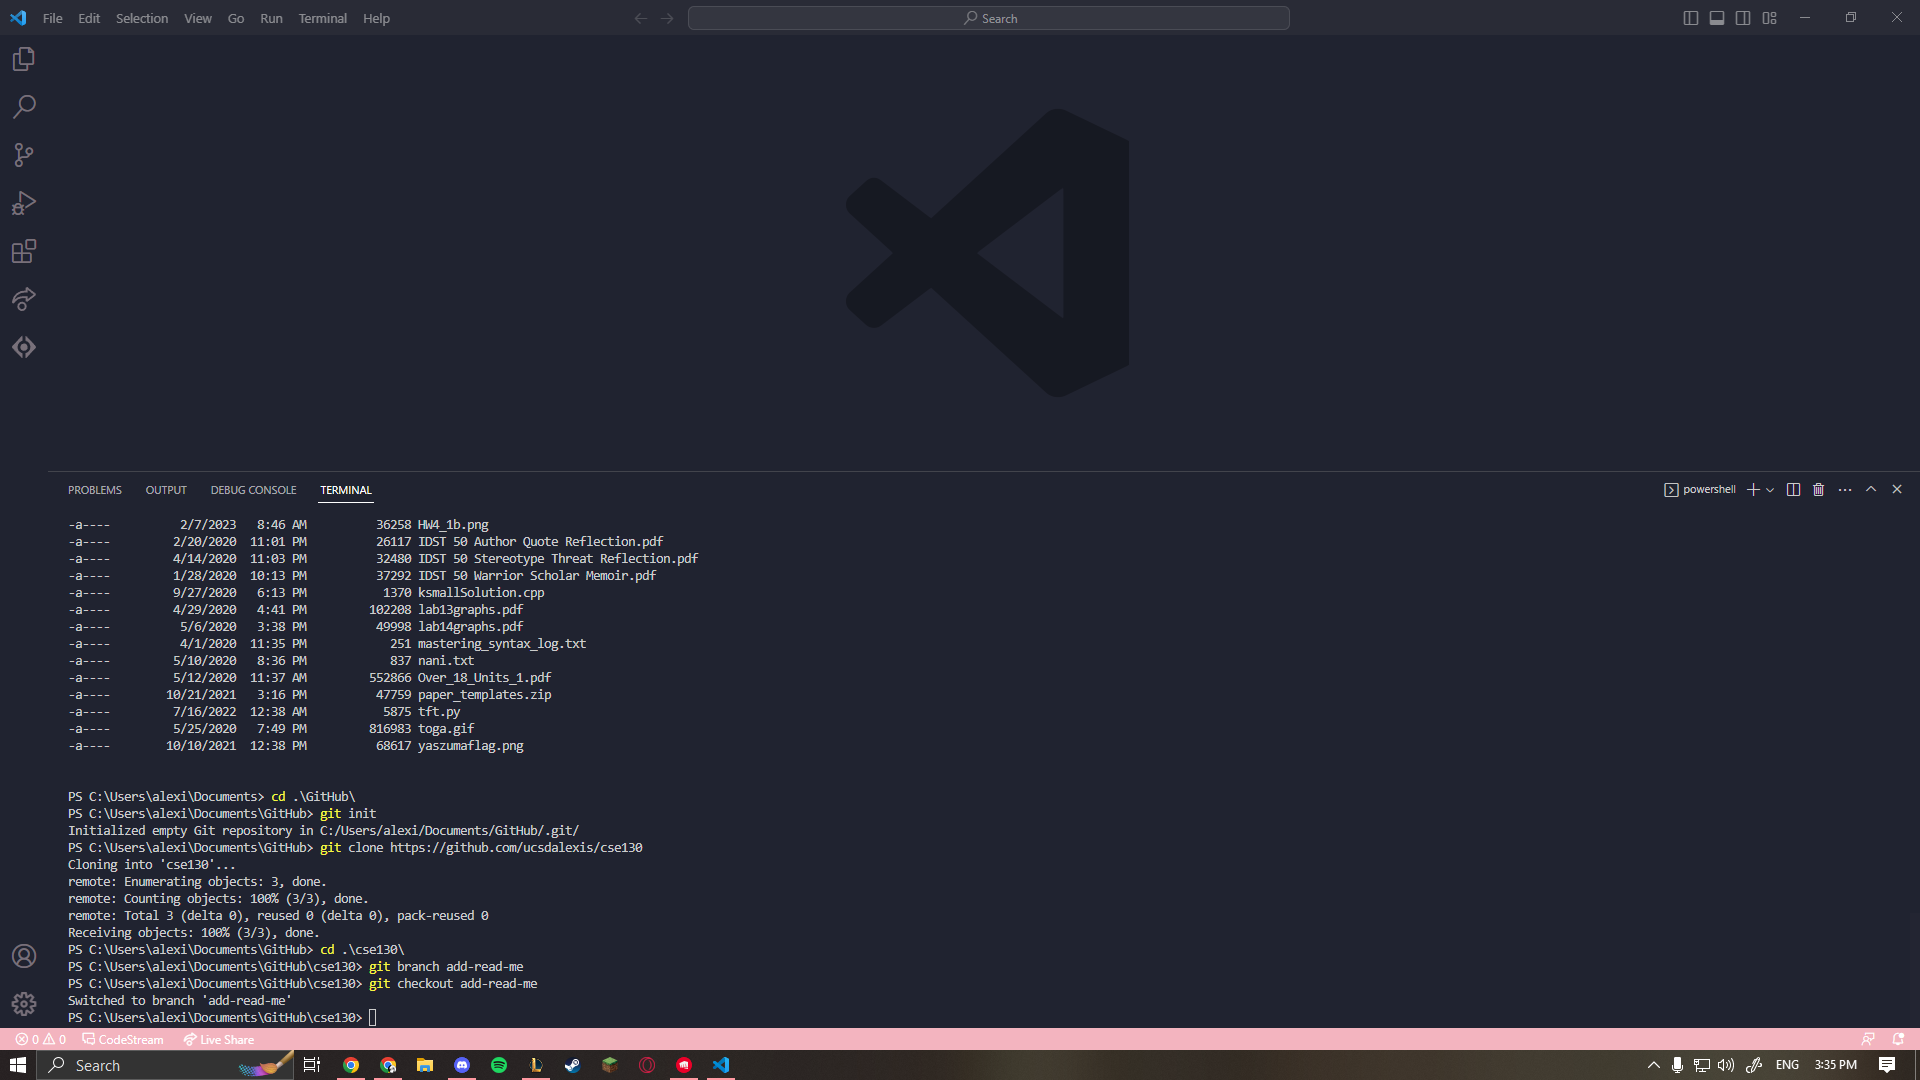 File Edit Selection View Go Run Terminal Help
Search
PROBLEMS OUTPUT DEBUG CONSOLE TERMINAL
powershell
-a---- 2/7/2023 8:46 AM 36258 HW4_1b.png
-a---- 2/20/2020 11:01 PM 26117 IDST 50 Author Quote Reflection.pdf
-a---- 4/14/2020 11:03 PM 32480 IDST 50 Stereotype Threat Reflection.pdf
-a---- 1/28/2020 10:13 PM 37292 IDST 50 Warrior Scholar Memoir.pdf
-a---- 9/27/2020 6:13 PM 1370 ksmallSolution.cpp
-a---- 4/29/2020 4:41 PM 102208 lab13graphs.pdf
-a---- 5/6/2020 3:38 PM 49998 lab14graphs.pdf
-a---- 4/1/2020 11:35 PM 251 mastering_syntax_log.txt
-a---- 5/10/2020 8:36 PM 837 nani.txt
-a---- 5/12/2020 11:37 AM 552866 Over_18_Units_1.pdf
-a---- 10/21/2021 3:16 PM 47759 paper_templates.zip
-a---- 7/16/2022 12:38 AM 5875 tft.py
-a---- 5/25/2020 7:49 PM 816983 toga.gif
-a---- 10/10/2021 12:38 PM 68617 yaszumaflag.png
PS C:\Users\alexi\Documents> cd .\GitHub\
PS C:\Users\alexi\Documents\GitHub> git init
Initialized empty Git repository in C:/Users/alexi/Documents/GitHub/.git/
PS C:\Users\alexi\Documents\GitHub> git clone https://github.com/ucsdalexis/cse130
Cloning into 'cse130'...
remote: Enumerating objects: 3, done.
remote: Counting objects: 100% (3/3), done.
remote: Total 3 (delta 0), reused 0 (delta 0), pack-reused 0
Receiving objects: 100% (3/3), done.
PS C:\Users\alexi\Documents\GitHub> cd .\cse130\
PS C:\Users\alexi\Documents\GitHub\cse130> git branch add-read-me
PS C:\Users\alexi\Documents\GitHub\cse130> git checkout add-read-me
Switched to branch 'add-read-me'
PS C:\Users\alexi\Documents\GitHub\cse130>
0 0 CodeStream Live Share
Search
ENG 3:35 PM